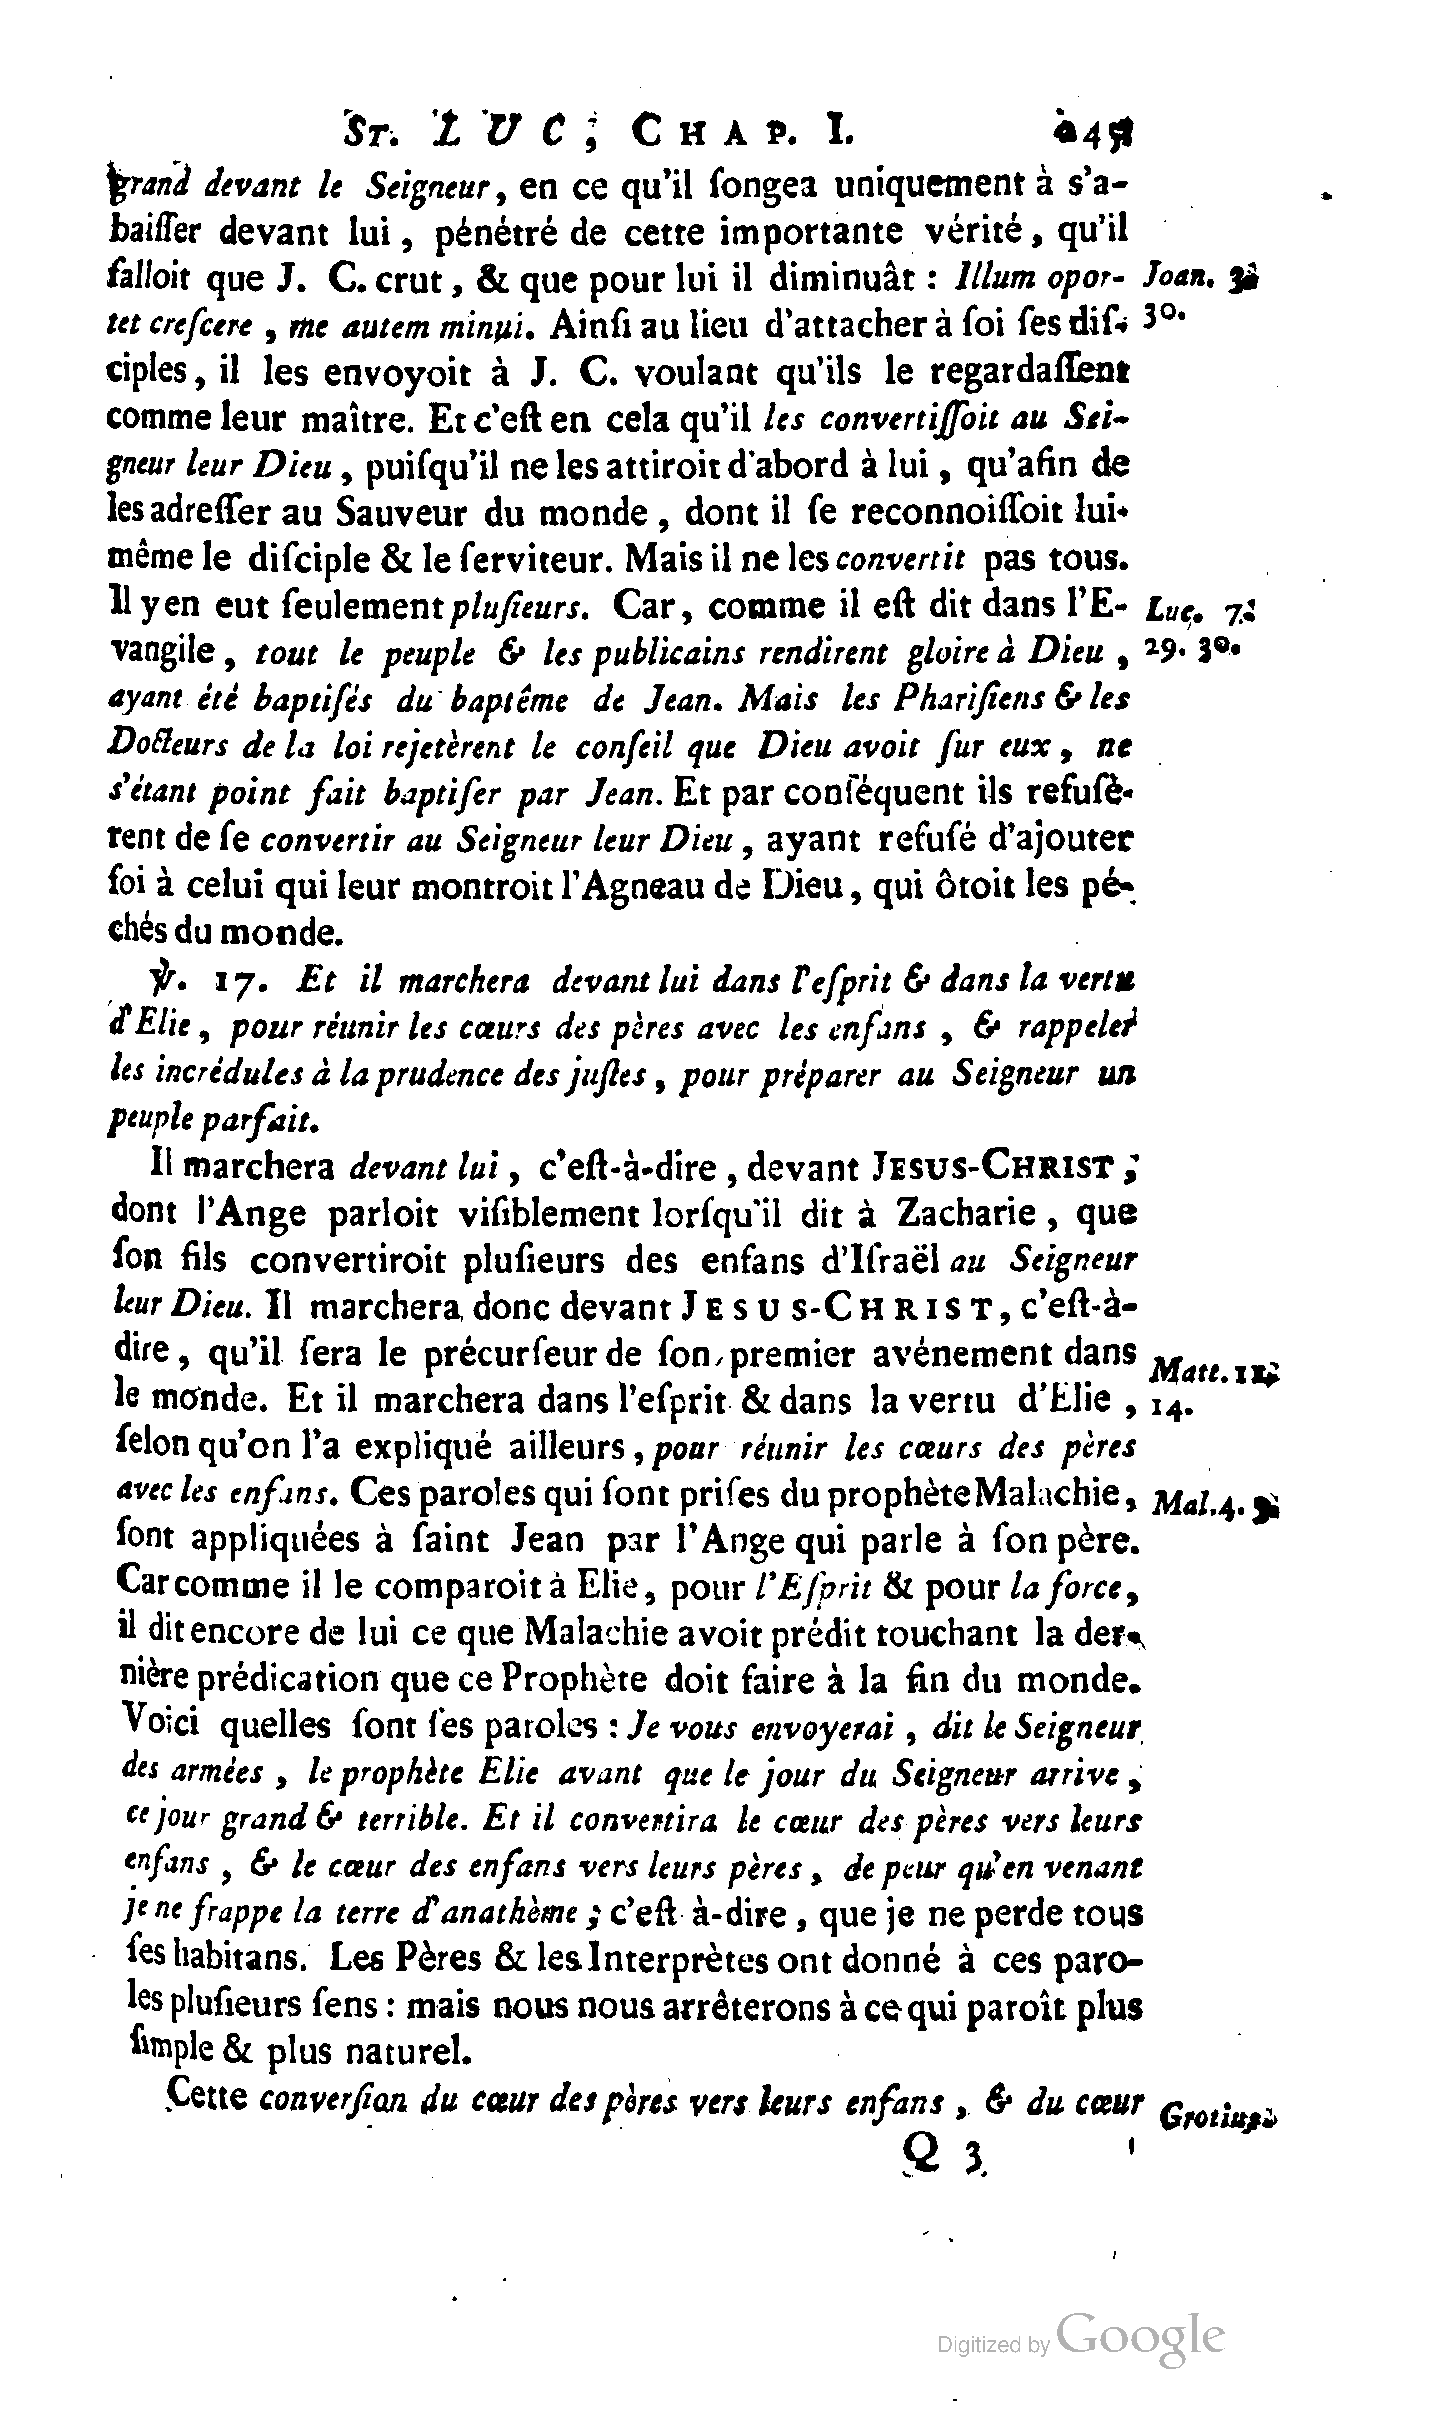 ST. LUC, CHAP. I. 245
grand devant le Seigneur, en ce qu'il ſongea uniquement à s'a-
baiſſer devant lui, pénétré de cette importante vérité, qu'il
falloit que J. C. crut, & que pour lui il diminuât : Illum opor- Joan. 3.
tet creſcere, me autem minui. Ainſi au lieu d'attacher à ſoi ſes diſ- 30.
ciples, il les envoyoit à J. C. voulant qu'ils le regardaſſent
comme leur maître. Et c'eſt en cela qu'il les convertiſſoit au Sei-
gneur leur Dieu, puiſqu'il ne les attiroit d'abord à lui, qu'afin de
les adreſſer au Sauveur du monde, dont il ſe reconnoiſſoit lui-
même le diſciple & le ſerviteur. Mais il ne les convertit pas tous.
Il y en eut ſeulement pluſieurs. Car, comme il eſt dit dans l'E- Luc. 7.
vangile, tout le peuple & les publicains rendirent gloire à Dieu, 29. 30.
ayant été baptiſés du baptême de Jean. Mais les Phariſiens & les
Docteurs de la loi rejetèrent le conſeil que Dieu avoit ſur eux, ne
s'étant point fait baptiſer par Jean. Et par conſéquent ils refuſè-
rent de ſe convertir au Seigneur leur Dieu, ayant refuſé d'ajouter
foi à celui qui leur montroit l'Agneau de Dieu, qui ôtoit les pé-
chés du monde.
℣. 17. Et il marchera devant lui dans l'eſprit & dans la vertu
d'Elie, pour réunir les cœurs des pères avec les enfans, & rappeler
les incrédules à la prudence des juſtes, pour préparer au Seigneur un
peuple parfait.
Il marchera devant lui, c'eſt-à-dire, devant JESUS-CHRIST;
dont l'Ange parloit viſiblement lorſqu'il dit à Zacharie, que
ſon fils convertiroit pluſieurs des enfans d'Iſraël au Seigneur
leur Dieu. Il marchera donc devant JESUS-CHRIST, c'eſt-à-
dire, qu'il ſera le précurſeur de ſon premier avénement dans Matt. 11.
le monde. Et il marchera dans l'eſprit & dans la vertu d'Elie, 14.
ſelon qu'on l'a expliqué ailleurs, pour réunir les cœurs des pères
avec les enfans. Ces paroles qui ſont priſes du prophète Malachie, Mal. 4.
ſont appliquées à ſaint Jean par l'Ange qui parle à ſon père.
Car comme il le comparoit à Elie, pour l'Eſprit & pour la force,
il dit encore de lui ce que Malachie avoit prédit touchant la der-
nière prédication que ce Prophète doit faire à la fin du monde.
Voici quelles ſont ſes paroles : Je vous envoyerai, dit le Seigneur
des armées, le prophète Elie avant que le jour du Seigneur arrive,
ce jour grand & terrible. Et il convertira le cœur des pères vers leurs
enfans, & le cœur des enfans vers leurs pères, de peur qu'en venant
je ne frappe la terre d'anathème ; c'eſt à-dire, que je ne perde tous
ſes habitans. Les Pères & les Interprètes ont donné à ces paro-
les pluſieurs ſens : mais nous nous arrêterons à ce qui paroît plus
ſimple & plus naturel.
Cette converſion du cœur des pères vers leurs enfans, & du cœur Grotius
Q 3
Digitized by Google